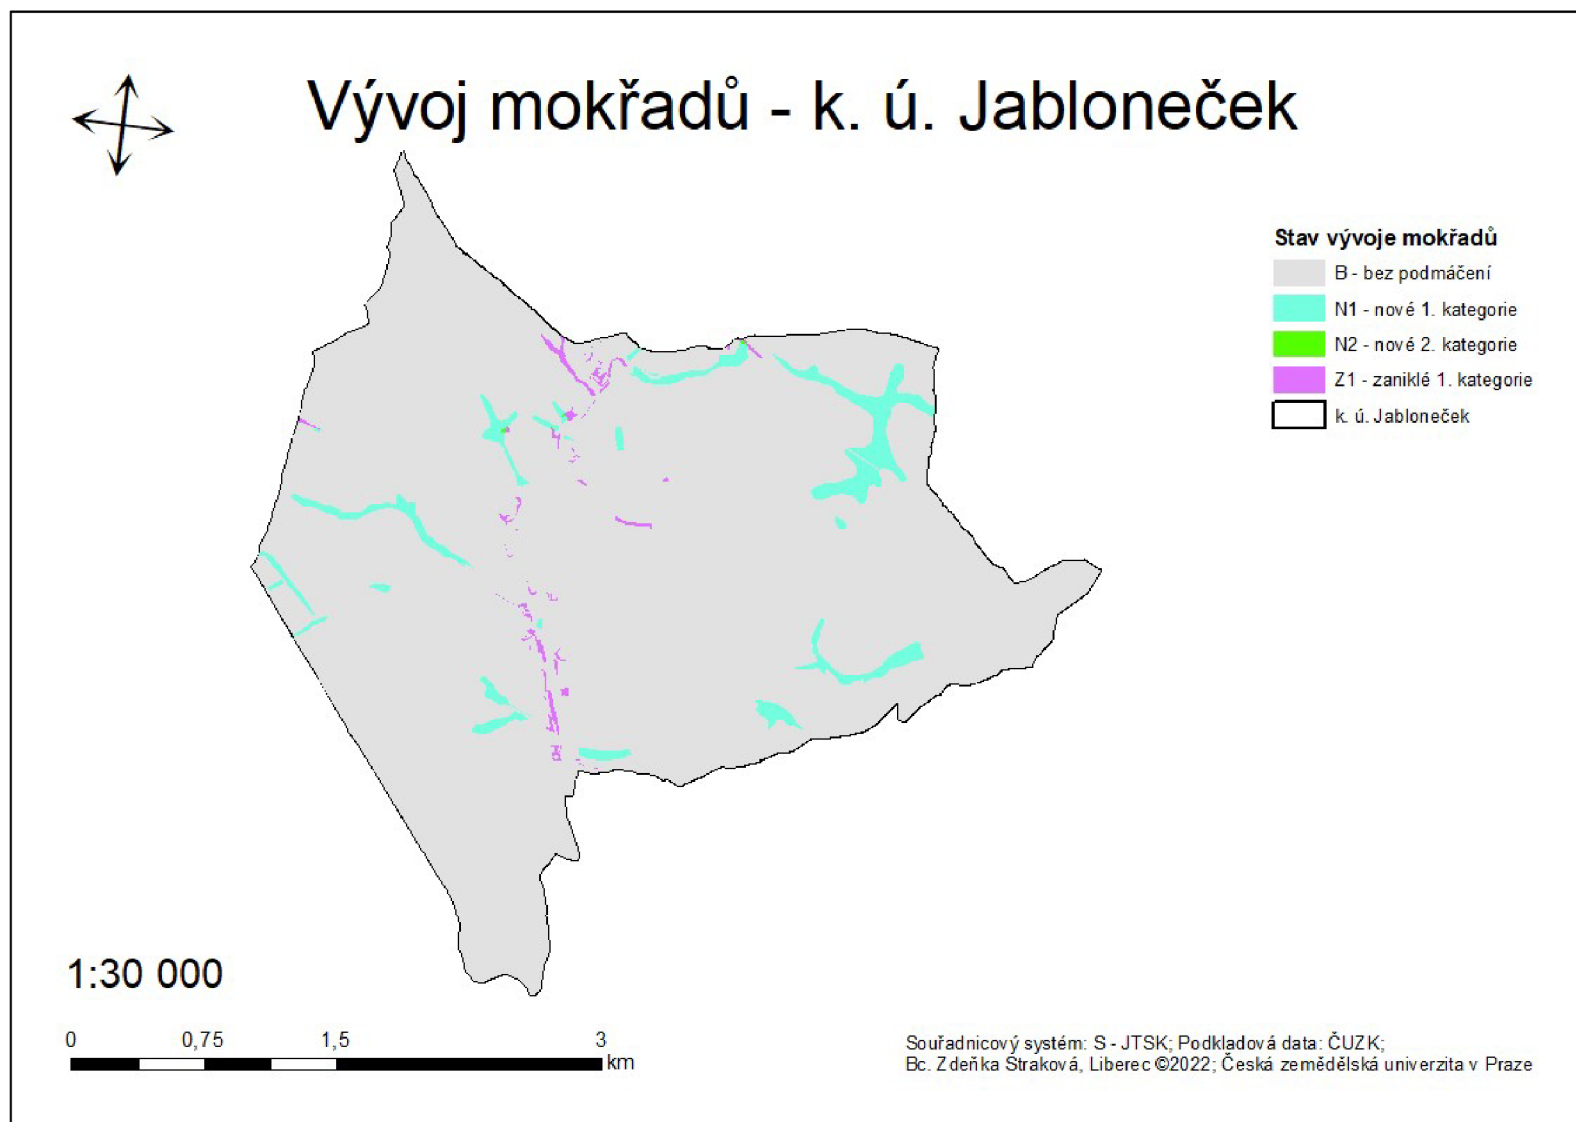 Vývoj mokřadů - k. ú. Jabloneček
Stav vývoje mokřadů
B - bez podmáčení
N1 - nové 1. kategorie
N2 - nové 2. kategorie
Z1 - zaniklé 1. kategorie
k. ú. Jabloneček
1:30 000
0 0,75 1,5 3
km
Souřadnicový systém: S - JTSK; Podkladová data: ČUZK;
Bc. Zdeňka Straková, Liberec ©2022; Česká zemědělská univerzita v Praze